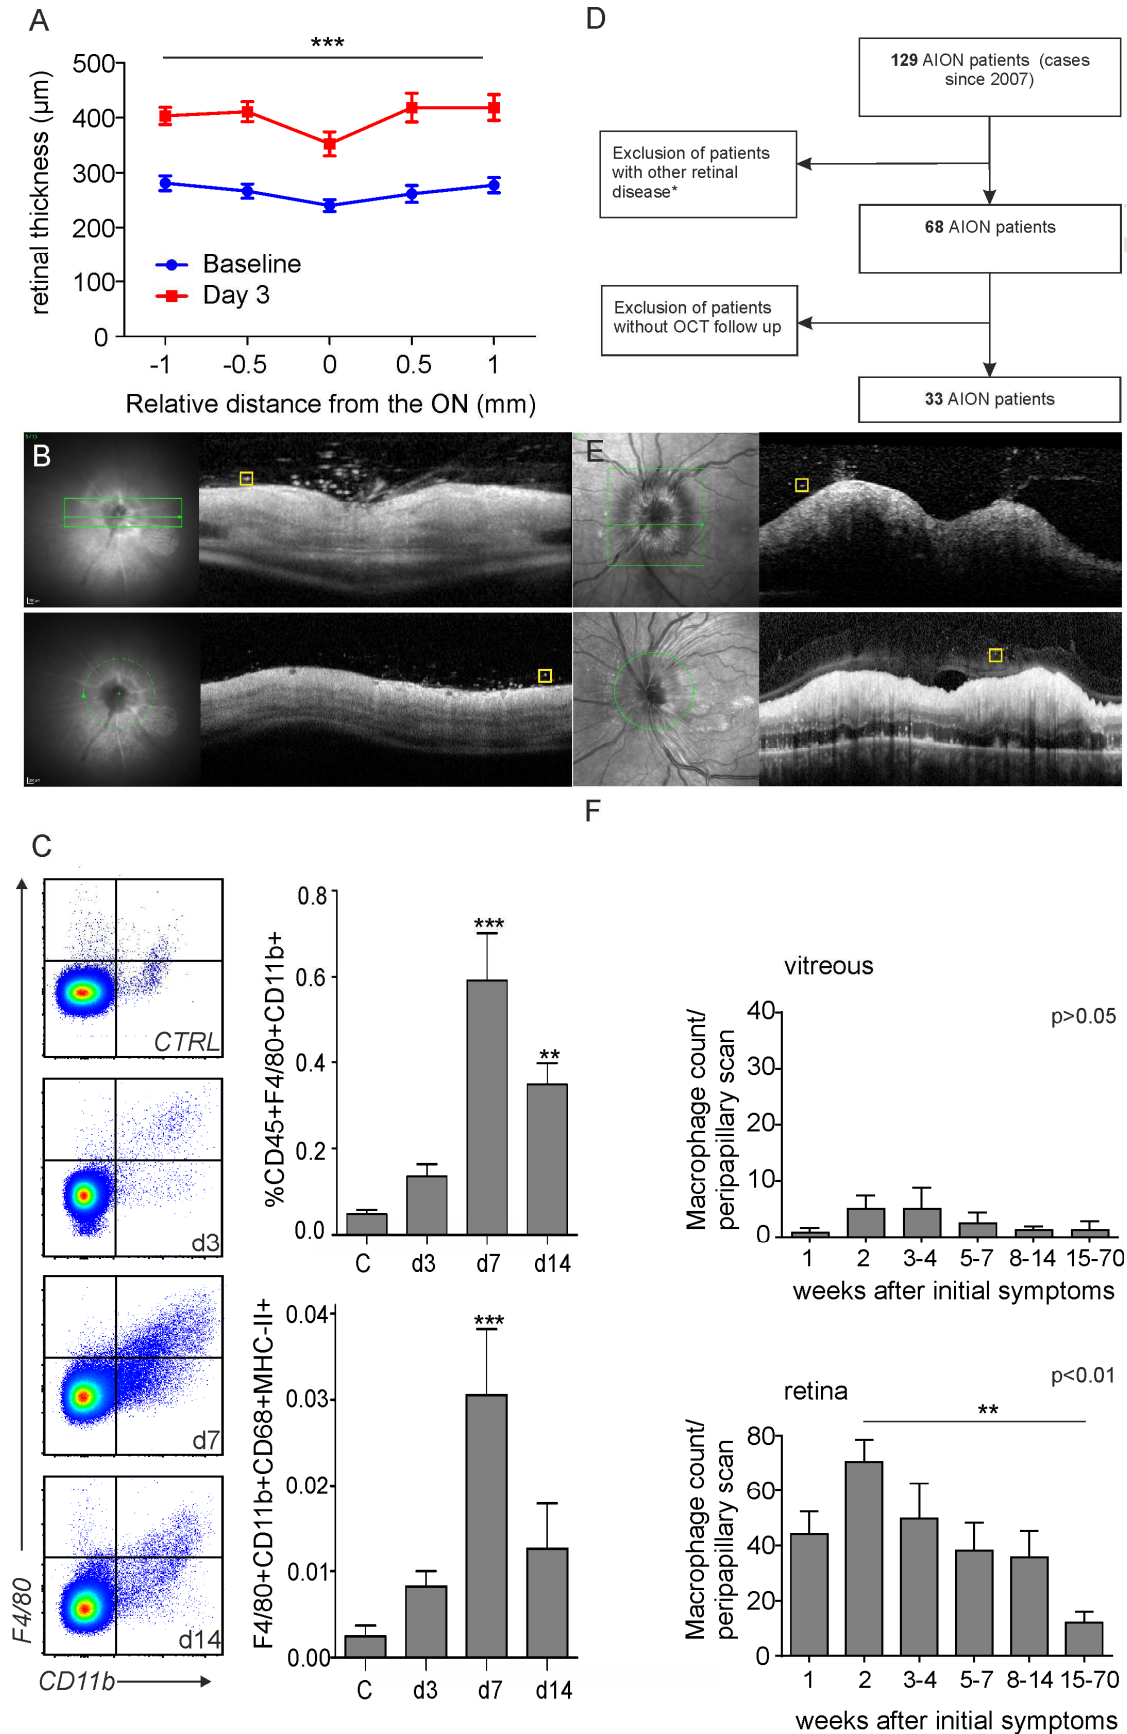 A
***
500
400
300
200
100
0
retinal thickness (µm)
Baseline
Day 3
-1 -0.5 0 0.5 1
Relative distance from the ON (mm)
D
129 AION patients (cases
since 2007)
Exclusion of patients
with other retinal
disease*
68 AION patients
Exclusion of patients
without OCT follow up
33 AION patients
B
E
C
F4/80
CD11b
CTRL
d3
d7
d14
%CD45+F4/80+CD11b+
0.8
0.6
0.4
0.2
0.0
***
**
C d3 d7 d14
F4/80+CD11b+CD68+MHC-II+
0.04
0.03
0.02
0.01
0.00
***
C d3 d7 d14
F
vitreous
p>0.05
Macrophage count/
peripapillary scan
40
30
20
10
0
1 2 3-4 5-7 8-14 15-70
weeks after initial symptoms
retina
p<0.01
**
Macrophage count/
peripapillary scan
80
60
40
20
0
1 2 3-4 5-7 8-14 15-70
weeks after initial symptoms